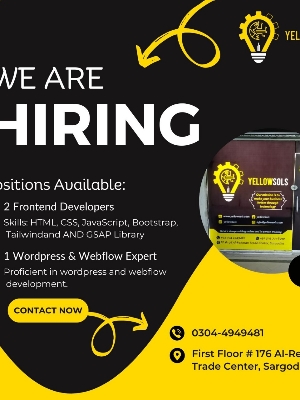 YELL
WE ARE
HIRING
ositions Available:
2 Frontend Developers
Skills: HTML, CSS, JavaScript, Bootstrap,
Tailwindand AND GSAP Library
1 Wordpress & Webflow Expert
Proficient in wordpress and webflow
development.
CONTACT NOW
YELLOWSOLS
0304-4949481
First Floor # 176 Al-Re
Trade Center, Sargod